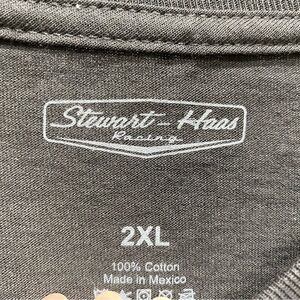 Stewart-Haas
Racing
2XL
100% Cotton
Made in Mexico